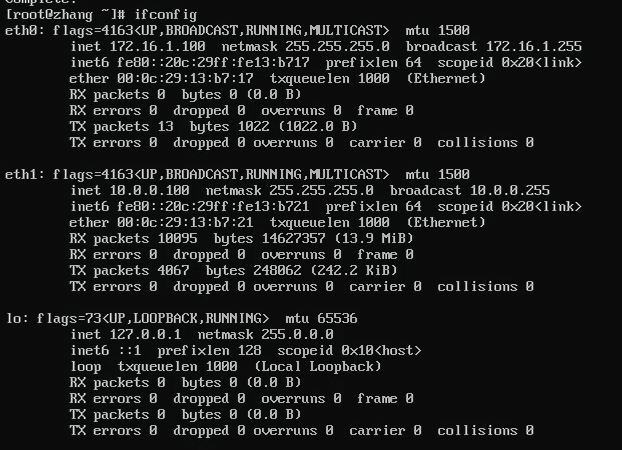 Complete!
[root@zhang ~]# ifconfig
eth0: flags=4163<UP,BROADCAST,RUNNING,MULTICAST>  mtu 1500
        inet 172.16.1.100  netmask 255.255.255.0  broadcast 172.16.1.255
        inet6 fe80::20c:29ff:fe13:b717  prefixlen 64  scopeid 0x20<link>
        ether 00:0c:29:13:b7:17  txqueuelen 1000  (Ethernet)
        RX packets 0  bytes 0 (0.0 B)
        RX errors 0  dropped 0  overruns 0  frame 0
        TX packets 13  bytes 1022 (1022.0 B)
        TX errors 0  dropped 0 overruns 0  carrier 0  collisions 0
eth1: flags=4163<UP,BROADCAST,RUNNING,MULTICAST>  mtu 1500
        inet 10.0.0.100  netmask 255.255.255.0  broadcast 10.0.0.255
        inet6 fe80::20c:29ff:fe13:b721  prefixlen 64  scopeid 0x20<link>
        ether 00:0c:29:13:b7:21  txqueuelen 1000  (Ethernet)
        RX packets 10095  bytes 14627357 (13.9 MiB)
        RX errors 0  dropped 0  overruns 0  frame 0
        TX packets 4067  bytes 248062 (242.2 KiB)
        TX errors 0  dropped 0 overruns 0  carrier 0  collisions 0
lo: flags=73<UP,LOOPBACK,RUNNING>  mtu 65536
        inet 127.0.0.1  netmask 255.0.0.0
        inet6 ::1  prefixlen 128  scopeid 0x10<host>
        loop  txqueuelen 1000  (Local Loopback)
        RX packets 0  bytes 0 (0.0 B)
        RX errors 0  dropped 0  overruns 0  frame 0
        TX packets 0  bytes 0 (0.0 B)
        TX errors 0  dropped 0 overruns 0  carrier 0  collisions 0